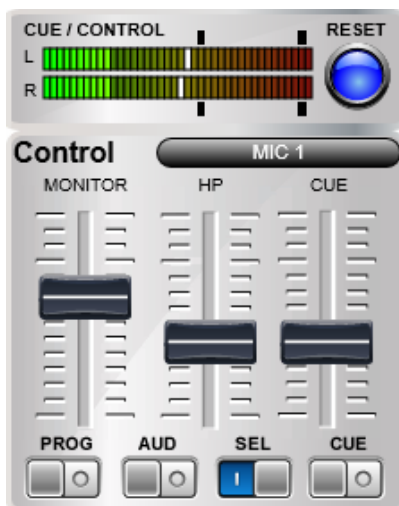 CUE / CONTROL RESET
L
R
Control MIC 1
MONITOR HP CUE
PROG AUD SEL CUE